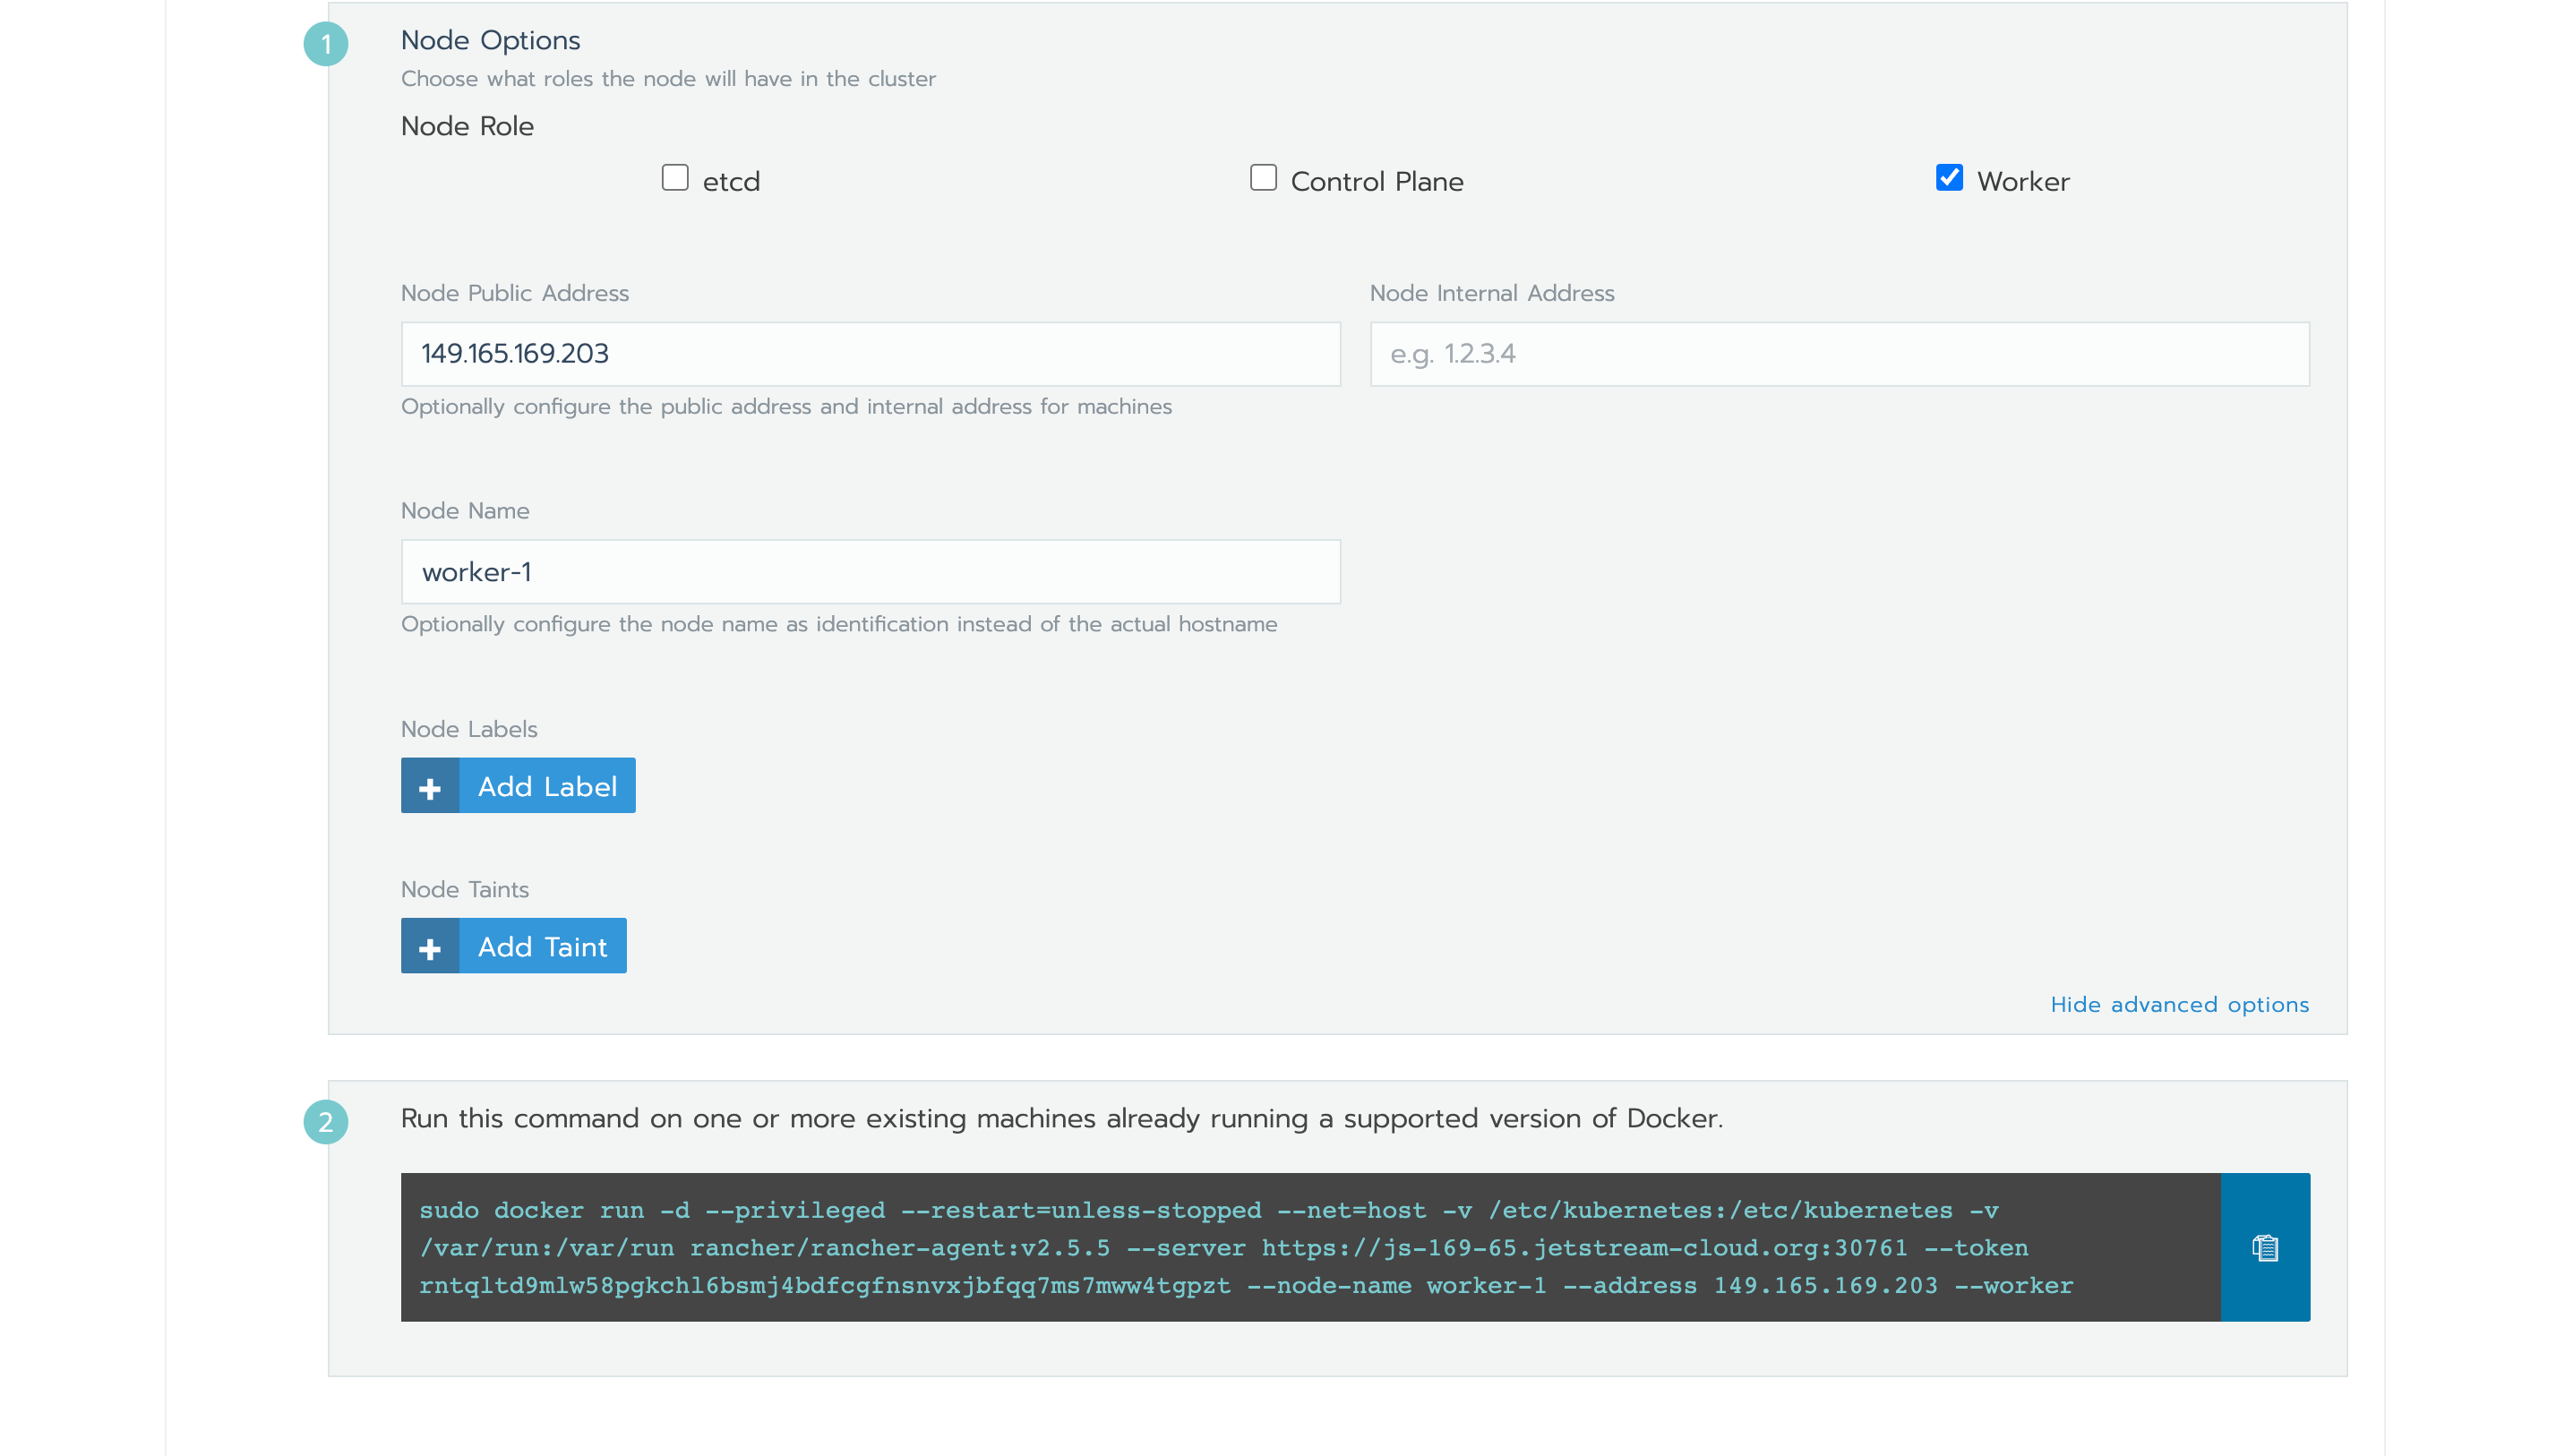 1
Node Options
Choose what roles the node will have in the cluster
Node Role
etcd
Control Plane
Worker
Node Public Address
Node Internal Address
149.165.169.203
e.g. 1.2.3.4
Optionally configure the public address and internal address for machines
Node Name
worker-1
Optionally configure the node name as identification instead of the actual hostname
Node Labels
Add Label
Node Taints
Add Taint
Hide advanced options
2
Run this command on one or more existing machines already running a supported version of Docker.
sudo docker run -d --privileged --restart=unless-stopped --net=host -v /etc/kubernetes:/etc/kubernetes -v
/var/run:/var/run rancher/rancher-agent:v2.5.5 --server https://js-169-65.jetstream-cloud.org:30761 --token
rntqltd9mlw58pgkchl6bsmj4bdfcgfnsnvxjbfqq7ms7mww4tgpzt --node-name worker-1 --address 149.165.169.203 --worker